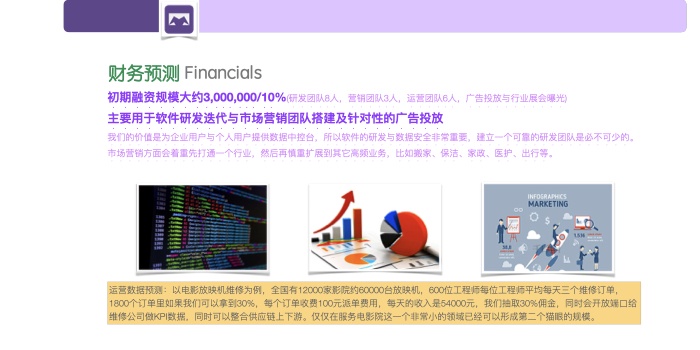 财务预测 Financials
初期融资规模大约3,000,000/10%(研发团队8人，营销团队3人，运营团队6人，广告投放与行业展会曝光)
主要用于软件研发迭代与市场营销团队搭建及针对性的广告投放
我们的价值是为企业用户与个人用户提供数据中控台，所以软件的研发与数据安全非常重要，建立一个可靠的研发团队是必不可少的。
市场营销方面会着重先打通一个行业，然后再慎重扩展到其它高频业务，比如搬家、保洁、家政、医护、出行等。
INFOGRAPHICS
MARKETING
运营数据预测：以电影放映机维修为例，全国有12000家影院约60000台放映机，600位工程师每位工程师平均每天三个维修订单，
1800个订单里如果我们可以拿到30%，每个订单收费100元派单费用，每天的收入是54000元，我们抽取30%佣金，同时会开放端口给
维修公司做KPI数据，同时可以整合供应链上下游。仅仅在服务电影院这一个非常小的领域已经可以形成第二个猫眼的规模。